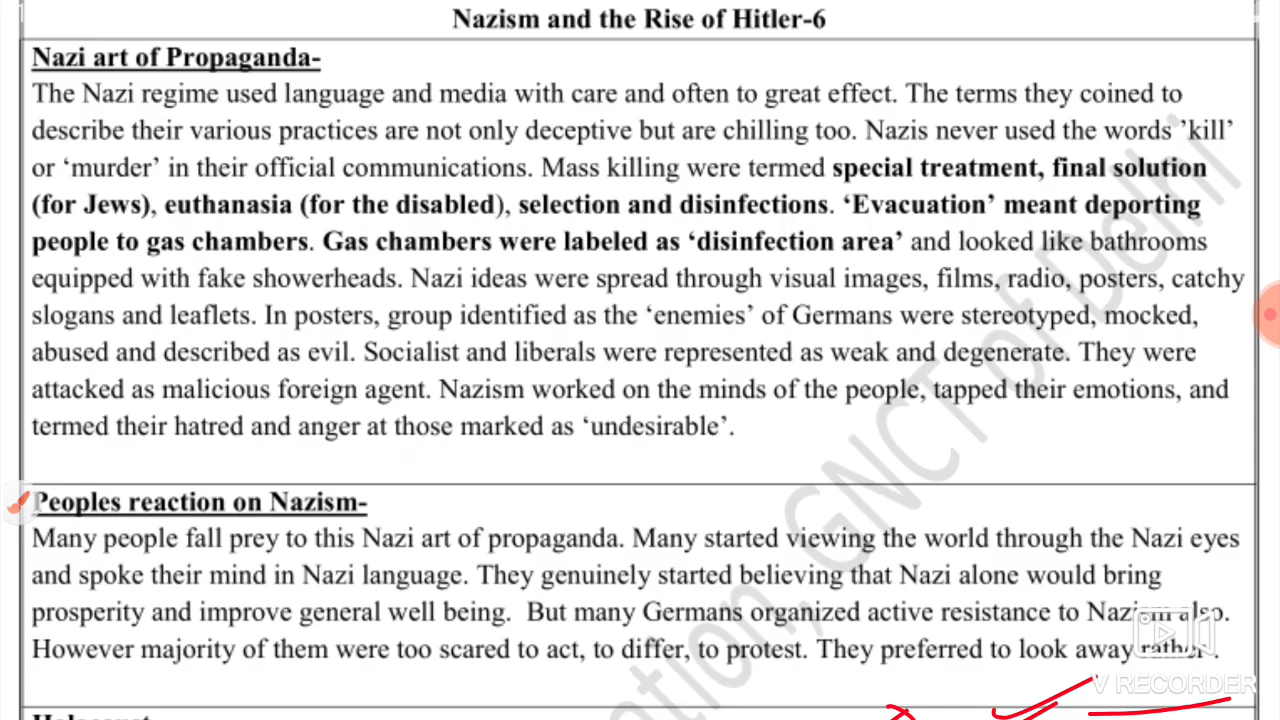 Nazism and the Rise of Hitler-6
Nazi art of Propaganda-
The Nazi regime used language and media with care and often to great effect. The terms they coined to
describe their various practices are not only deceptive but are chilling too. Nazis never used the words ’kill’
or ‘murder’ in their official communications. Mass killing were termed special treatment, final solution
(for Jews), euthanasia (for the disabled), selection and disinfections. ‘Evacuation’ meant deporting
people to gas chambers. Gas chambers were labeled as ‘disinfection area’ and looked like bathrooms
equipped with fake showerheads. Nazi ideas were spread through visual images, films, radio, posters, catchy
slogans and leaflets. In posters, group identified as the ‘enemies’ of Germans were stereotyped, mocked,
abused and described as evil. Socialist and liberals were represented as weak and degenerate. They were
attacked as malicious foreign agent. Nazism worked on the minds of the people, tapped their emotions, and
termed their hatred and anger at those marked as ‘undesirable’.
Peoples reaction on Nazism-
Many people fall prey to this Nazi art of propaganda. Many started viewing the world through the Nazi eyes
and spoke their mind in Nazi language. They genuinely started believing that Nazi alone would bring
prosperity and improve general well being. But many Germans organized active resistance to Nazism also.
However majority of them were too scared to act, to differ, to protest. They preferred to look away rather .
V RECORDER
Holocaust
GNCT of Delhi